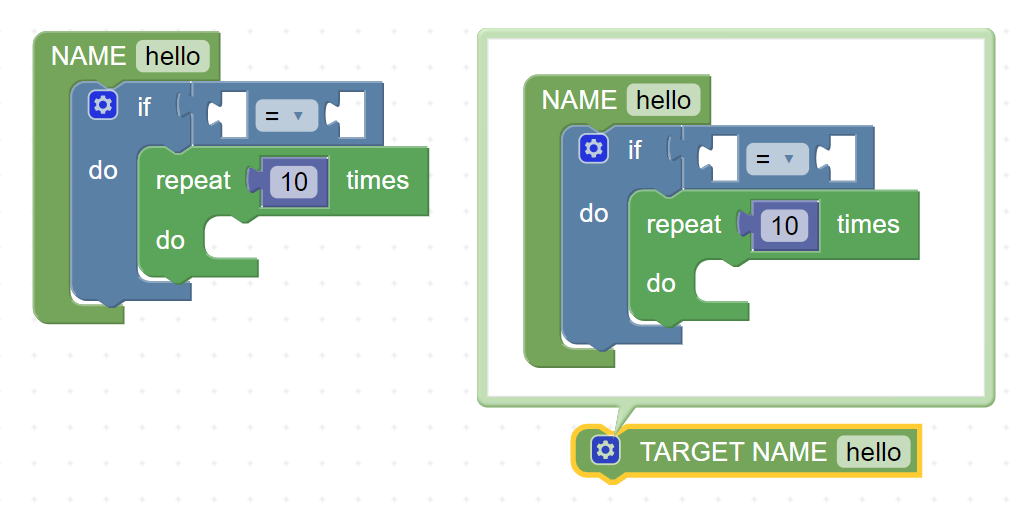 NAME hello
if = ▾
do repeat 10 times
do
NAME hello
if = ▾
do repeat 10 times
do
TARGET NAME hello